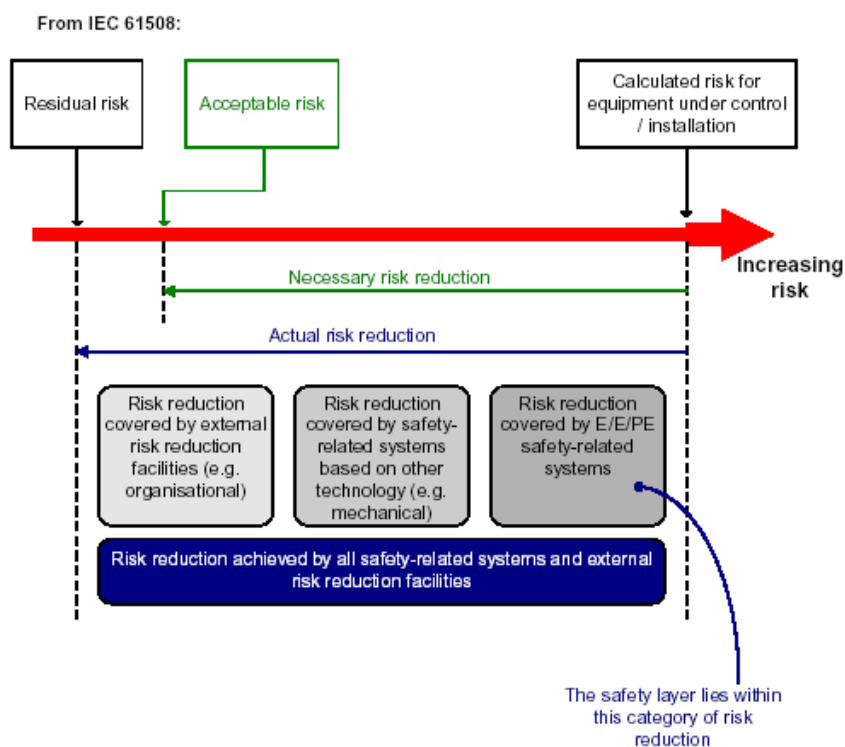 From IEC 61508:
Residual risk
Acceptable risk
Calculated risk for
equipment under control
/ installation
Increasing
risk
Necessary risk reduction
Actual risk reduction
Risk reduction
covered by external
risk reduction
facilities (e.g.
organisational)
Risk reduction
covered by safety-
related systems
based on other
technology (e.g.
mechanical)
Risk reduction
covered by E/E/PE
safety-related
systems
Risk reduction achieved by all safety-related systems and external
risk reduction facilities
The safety layer lies within
this category of risk
reduction